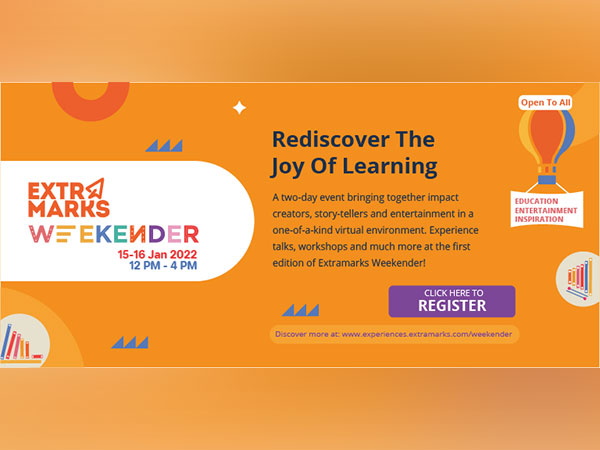 Open To All
Rediscover The
Joy Of Learning
EXTRA
MARKS
WEEKENDER
15-16 Jan 2022
12 PM - 4 PM
A two-day event bringing together impact
creators, story-tellers and entertainment in a
one-of-a-kind virtual environment. Experience
talks, workshops and much more at the first
edition of Extramarks Weekender!
EDUCATION
ENTERTAINMENT
INSPIRATION
CLICK HERE TO
REGISTER
Discover more at: www.experiences.extramarks.com/weekender